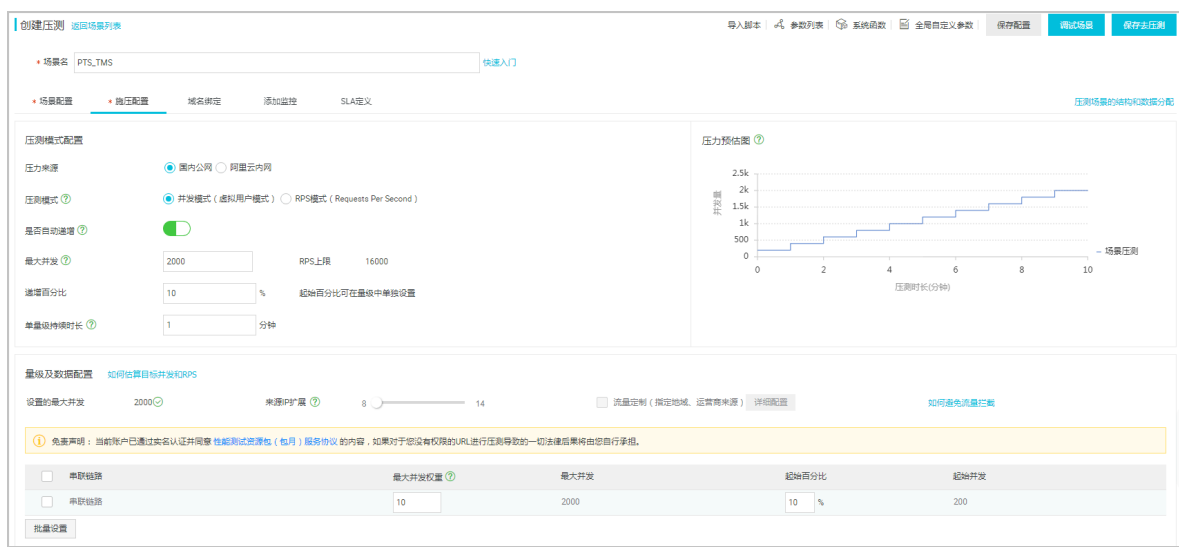 创建压测 返回场景列表 导入脚本 参数列表 系统函数 全局自定义参数 保存配置 调试场景 保存去压测
* 场景名 PTS_TMS 快速入门
* 场景配置 * 施压配置 域名绑定 添加监控 SLA定义 压测场景的结构和数据分配
压测模式配置
压力来源 国内公网 阿里云内网
压测模式 ? 并发模式（虚拟用户模式） RPS模式（Requests Per Second）
是否自动递增 ?
最大并发 ? 2000 RPS上限 16000
递增百分比 10 % 起始百分比可在量级中单独设置
单量级持续时长 ? 1 分钟
压力预估图 ?
并发量
2.5k
2k
1.5k
1k
500
0
0 2 4 6 8 10
压测时长(分钟)
场景压测
量级及数据配置 如何估算目标并发和RPS
设置的最大并发 2000 来源IP扩展 ? 8 14 流量定制（指定地域、运营商来源） 详细配置 如何避免流量拦截
免责声明：当前账户已通过实名认证并同意 性能测试资源包（包月）服务协议 的内容，如果对于您没有权限的URL进行压测导致的一切法律后果将由您自行承担。
串联链路 最大并发权重 ? 最大并发 起始百分比 起始并发
串联链路 10 2000 10 % 200
批量设置